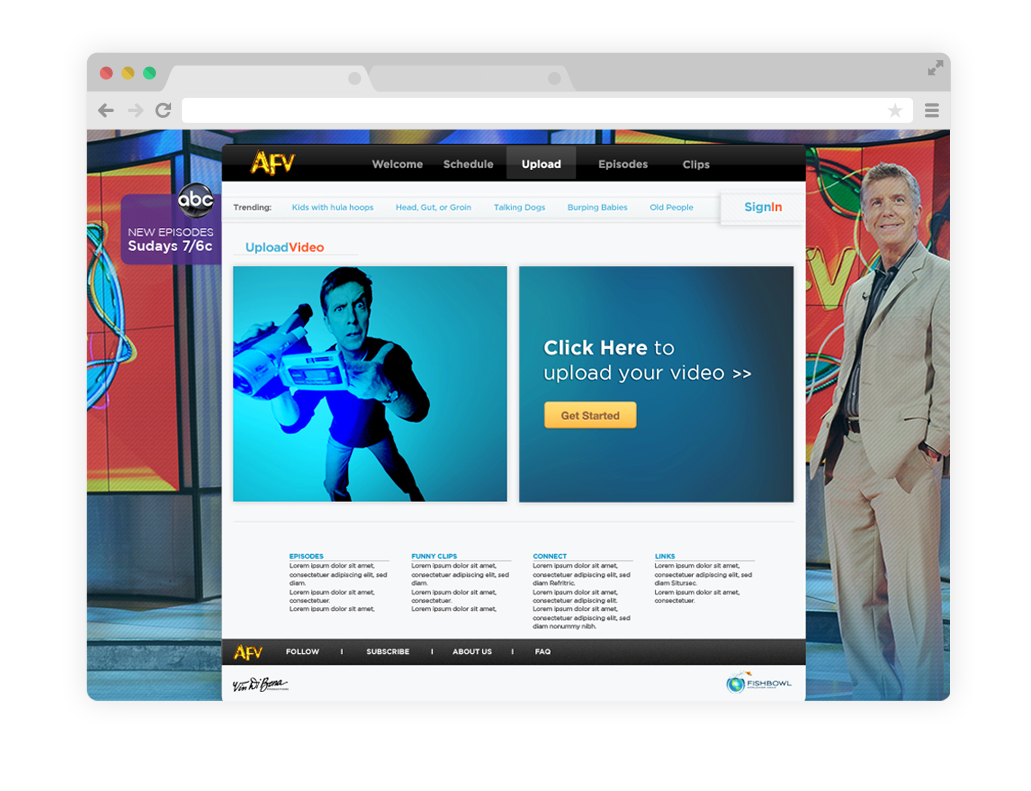 AFV
Welcome Schedule Upload Episodes Clips
abc
NEW EPISODES
Sudays 7/6c
Trending: Kids with hula hoops Head, Gut, or Groin Talking Dogs Burping Babies Old People
SignIn
UploadVideo
Click Here to
upload your video >>
Get Started
EPISODES
Lorem ipsum dolor sit amet,
consectetuer adipiscing elit, sed
diam.
Lorem ipsum dolor sit amet,
consectetuer.
Lorem ipsum dolor sit amet,
FUNNY CLIPS
Lorem ipsum dolor sit amet,
consectetuer adipiscing elit, sed
diam.
Lorem ipsum dolor sit amet,
consectetuer.
Lorem ipsum dolor sit amet,
CONNECT
Lorem ipsum dolor sit amet,
consectetuer adipiscing elit, sed
diam Refritric.
Lorem ipsum dolor sit amet,
consectetuer adipiscing elit.
Lorem ipsum dolor sit amet,
consectetuer adipiscing elit, sed
diam nonummy nibh.
LINKS
Lorem ipsum dolor sit amet,
consectetuer adipiscing elit, sed
diam Sitursec.
Lorem ipsum dolor sit amet,
consectetuer.
AFV FOLLOW I SUBSCRIBE I ABOUT US I FAQ
Vin Di Bona
FISHBOWL